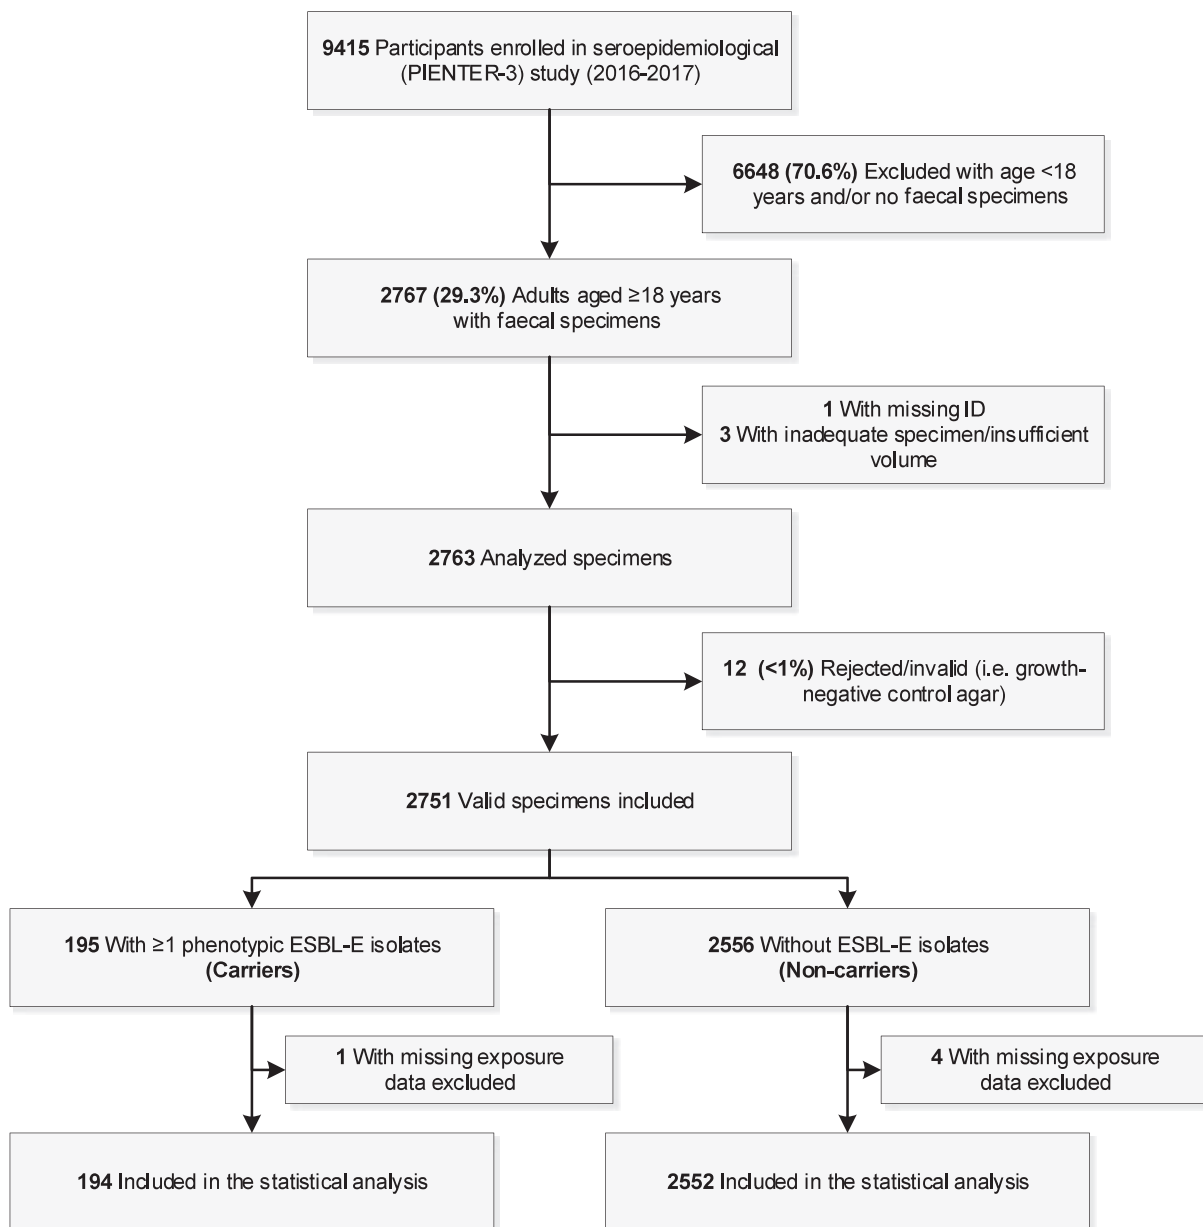 9415 Participants enrolled in seroepidemiological
(PIENTER-3) study (2016-2017)
6648 (70.6%) Excluded with age <18
years and/or no faecal specimens
2767 (29.3%) Adults aged ≥18 years
with faecal specimens
1 With missing ID
3 With inadequate specimen/insufficient
volume
2763 Analyzed specimens
12 (<1%) Rejected/invalid (i.e. growth-
negative control agar)
2751 Valid specimens included
195 With ≥1 phenotypic ESBL-E isolates
(Carriers)
2556 Without ESBL-E isolates
(Non-carriers)
1 With missing exposure
data excluded
4 With missing exposure
data excluded
194 Included in the statistical analysis
2552 Included in the statistical analysis